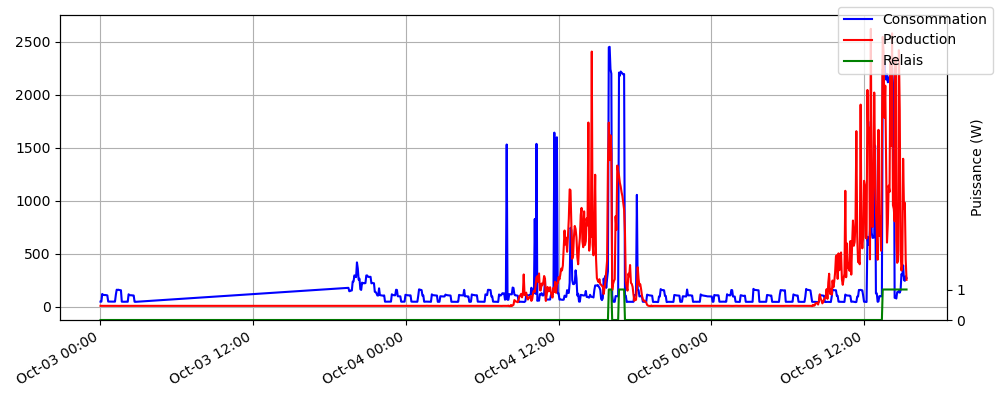 Consommation
Production
Relais
2500
2000
1500
1000
500
0
Puissance (W)
1
0
Oct-03 00:00
Oct-03 12:00
Oct-04 00:00
Oct-04 12:00
Oct-05 00:00
Oct-05 12:00